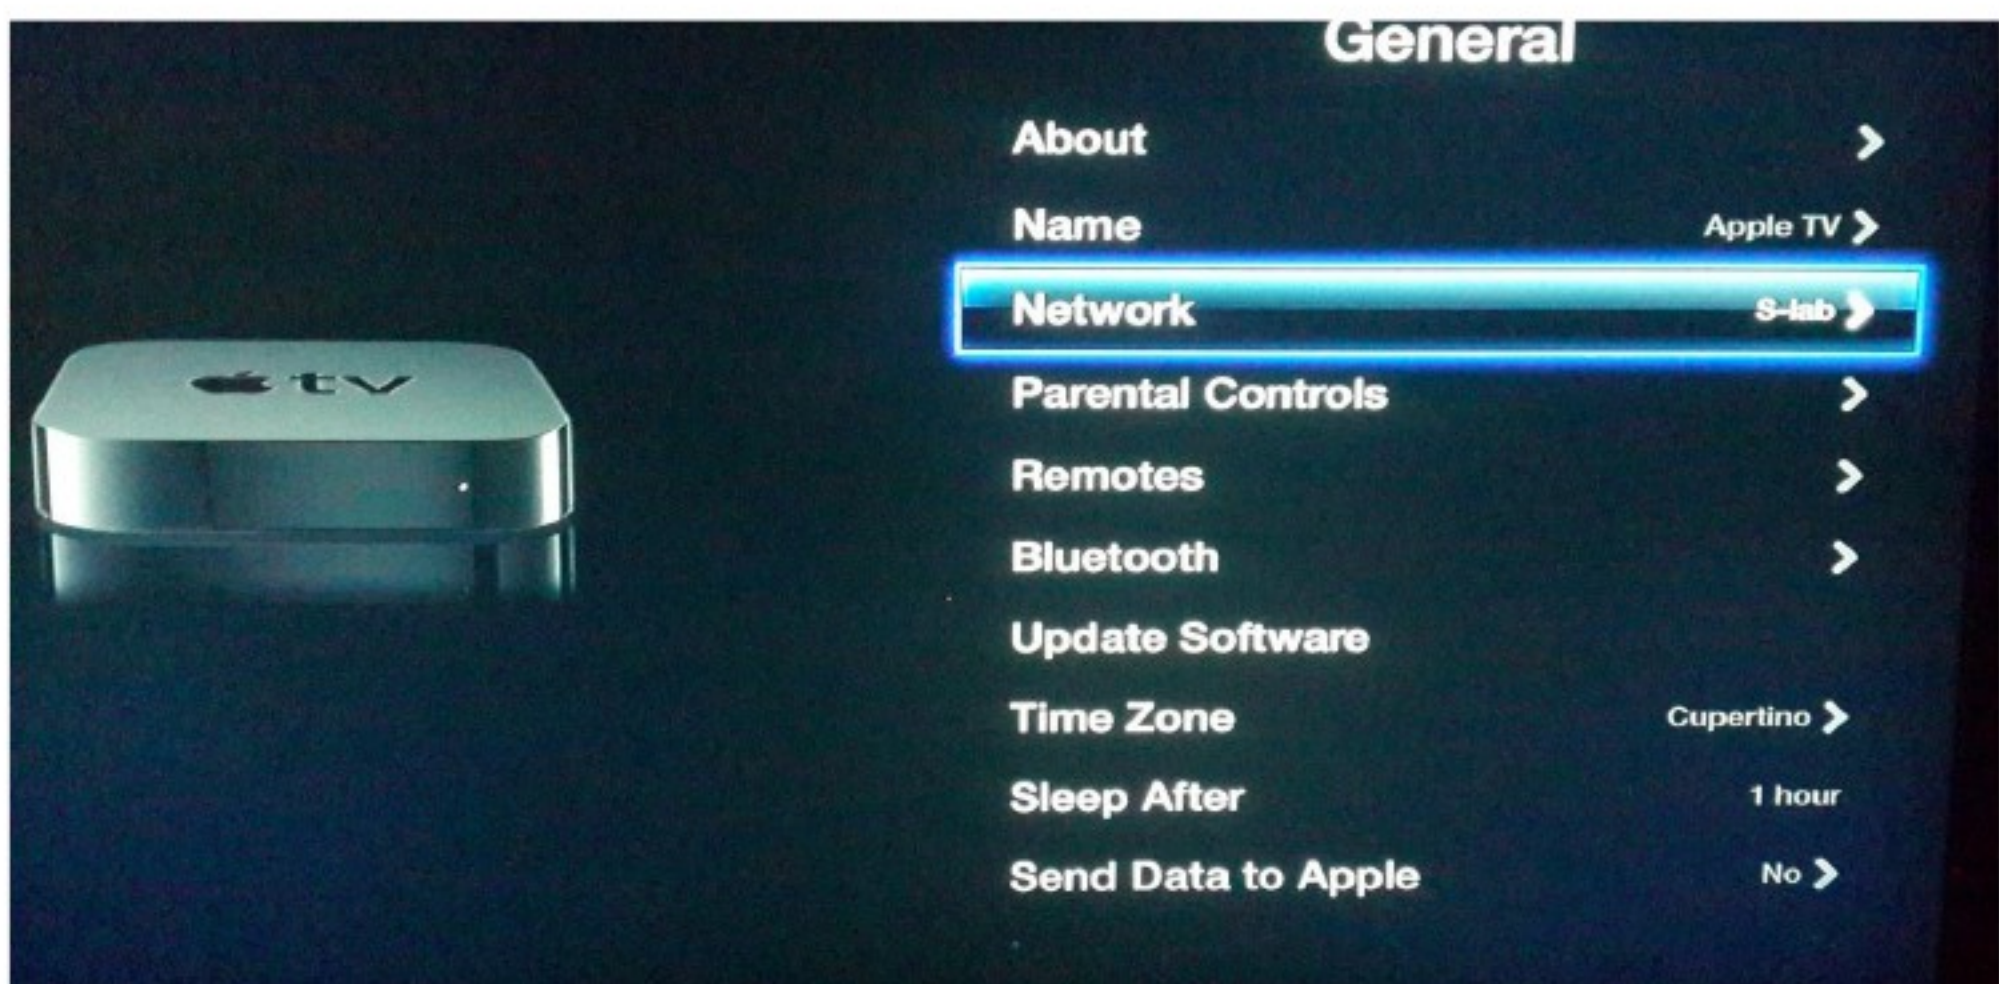 General
About
Name Apple TV
Network S-lab
tv
Parental Controls
Remotes
Bluetooth
Update Software
Time Zone Cupertino
Sleep After 1 hour
Send Data to Apple No